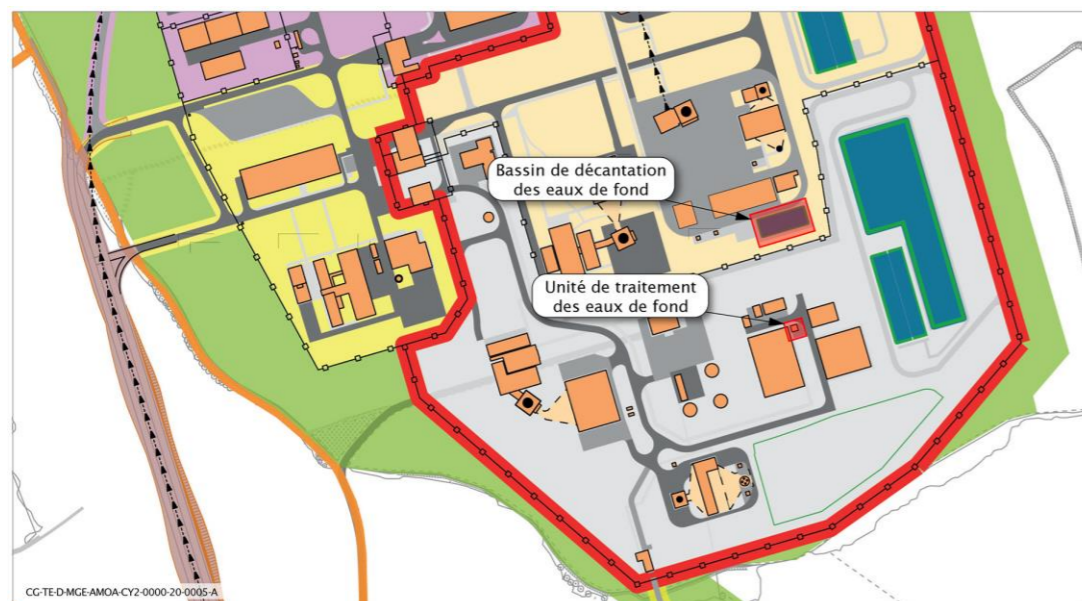 Bassin de décantation
des eaux de fond
Unité de traitement
des eaux de fond
CG-TE-D-MGE-AMOA-CY2-0000-20-0005-A